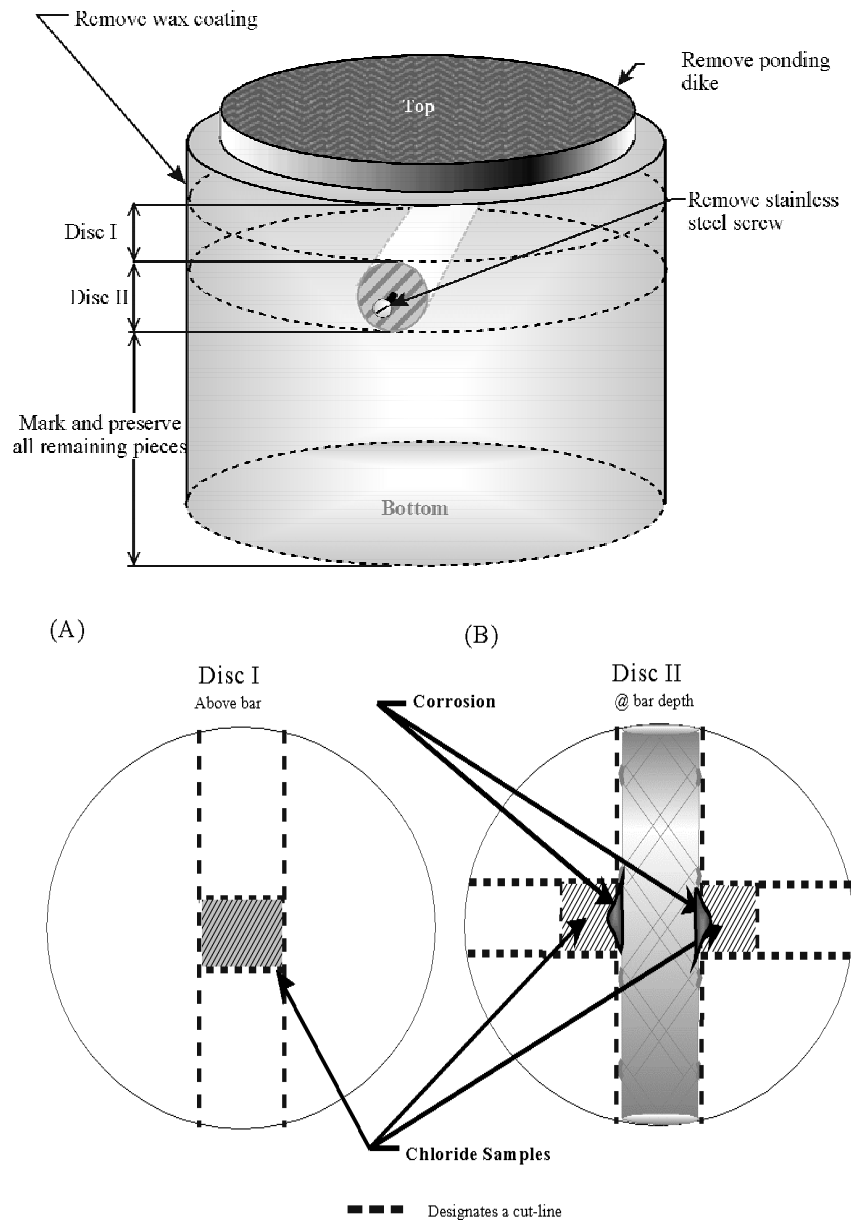 Remove wax coating
Remove ponding
dike
Top
Remove stainless
steel screw
Disc I
Disc II
Mark and preserve
all remaining pieces
Bottom
(A)
(B)
Disc I
Above bar
Disc II
@ bar depth
Corrosion
Chloride Samples
Designates a cut-line